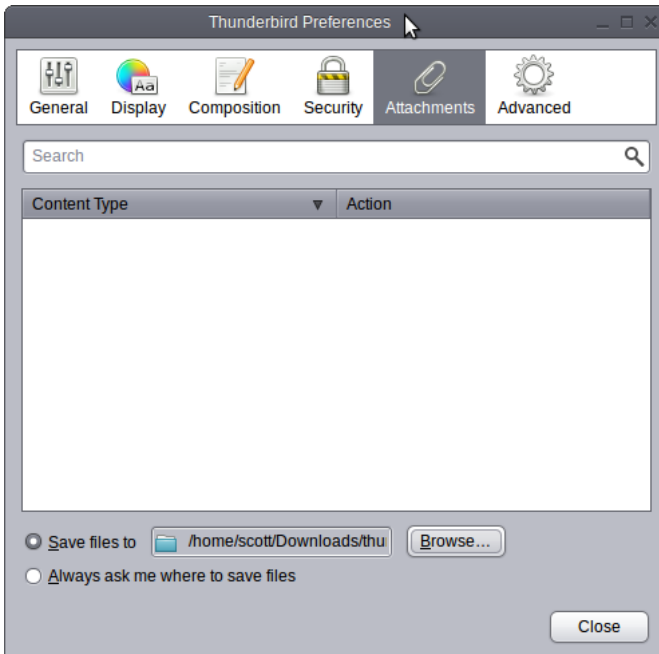 Thunderbird Preferences
General Display Composition Security Attachments Advanced
Aa
Search
Content Type Action
Save files to /home/scott/Downloads/thu Browse...
Always ask me where to save files
Close